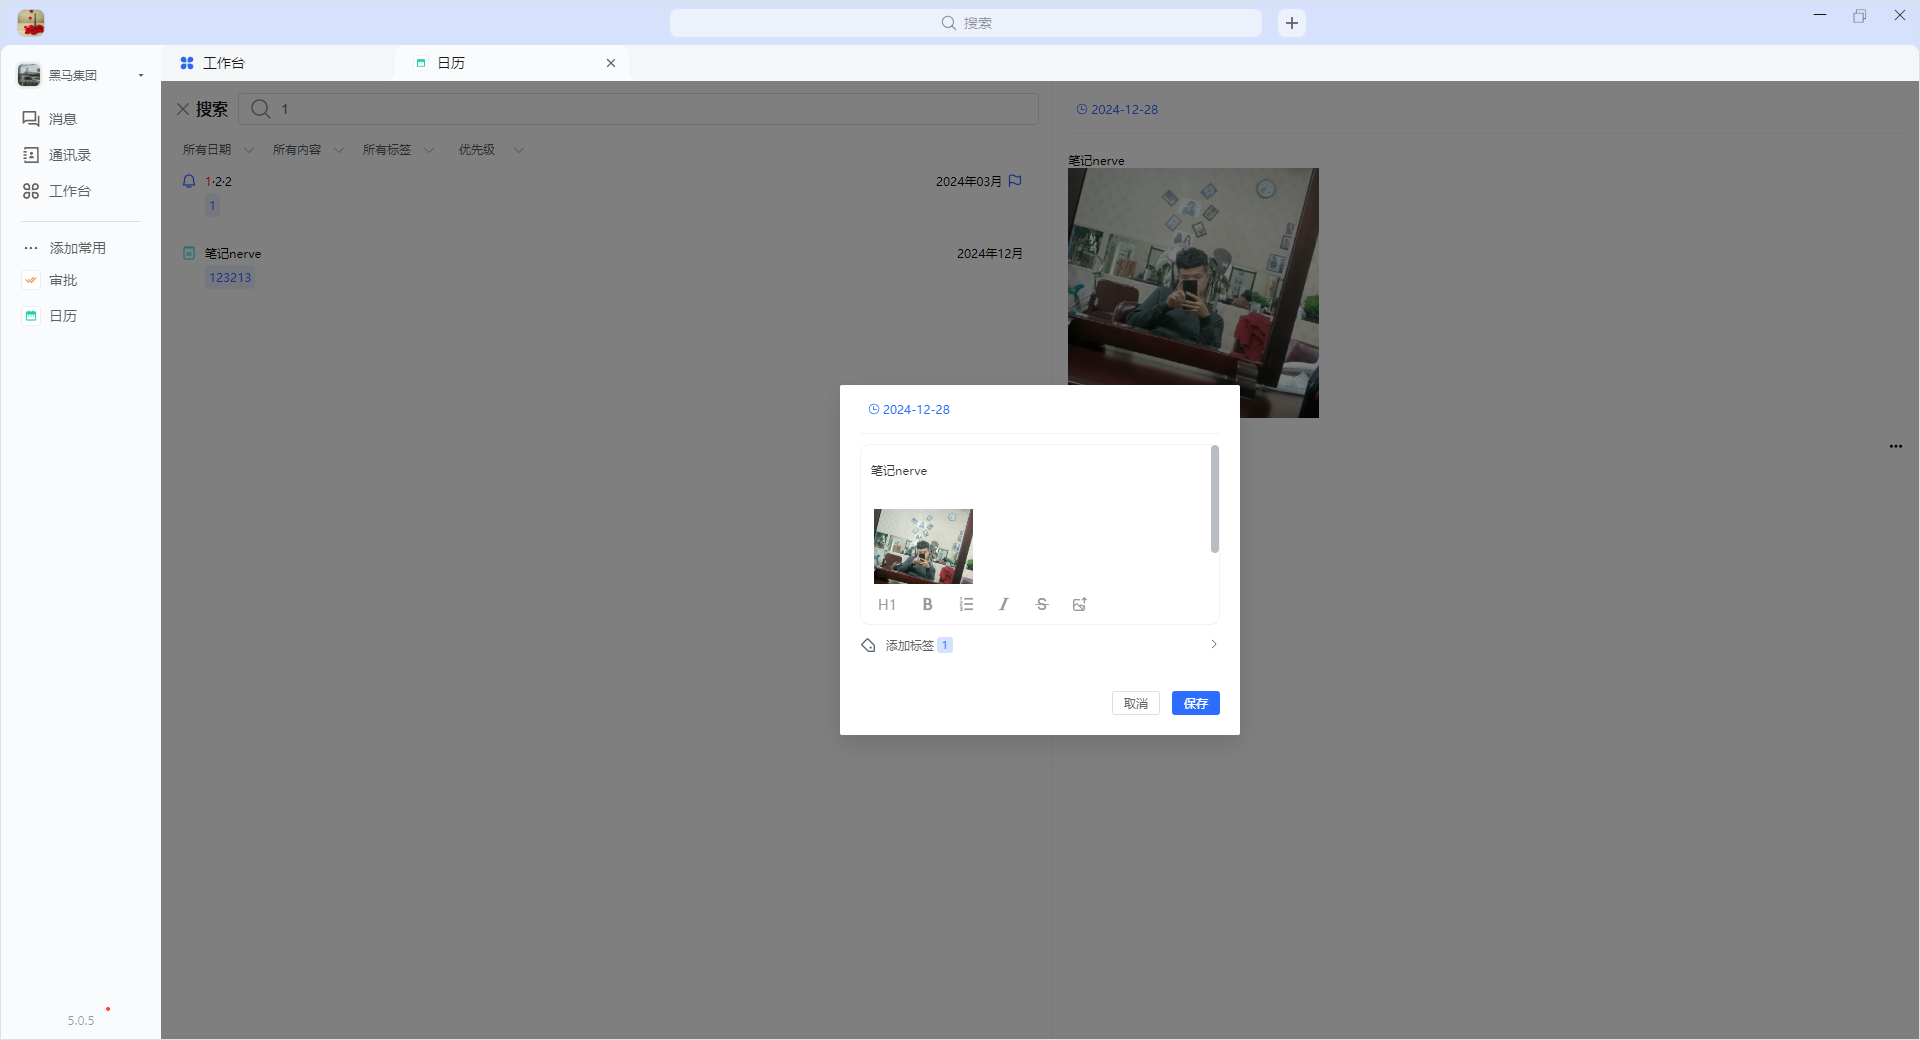 搜索
黑马集团
消息
通讯录
工作台
添加常用
审批
日历
5.0.5
工作台
日历
搜索
1
所有日期
所有内容
所有标签
优先级
1·2·2
2024年03月
1
笔记nerve
2024年12月
123213
2024-12-28
笔记nerve
2024-12-28
笔记nerve
H1 B I S
添加标签 1
取消
保存